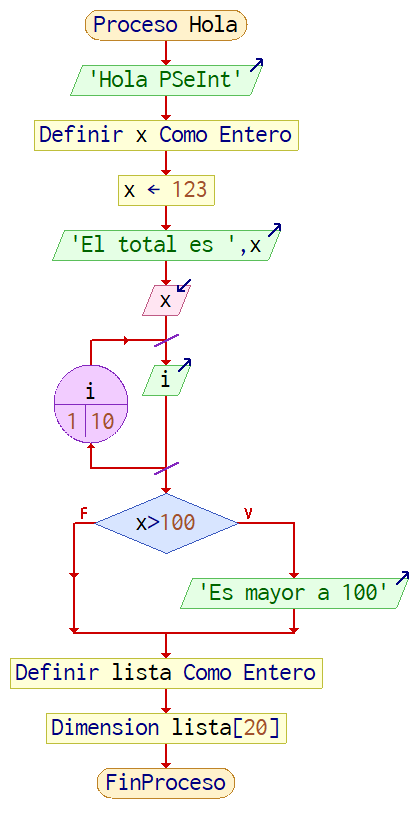 Proceso Hola
'Hola PSeInt'
Definir x Como Entero
x ← 123
'El total es ',x
x
i
1 10
i
F
x>100
V
'Es mayor a 100'
Definir lista Como Entero
Dimension lista[20]
FinProceso